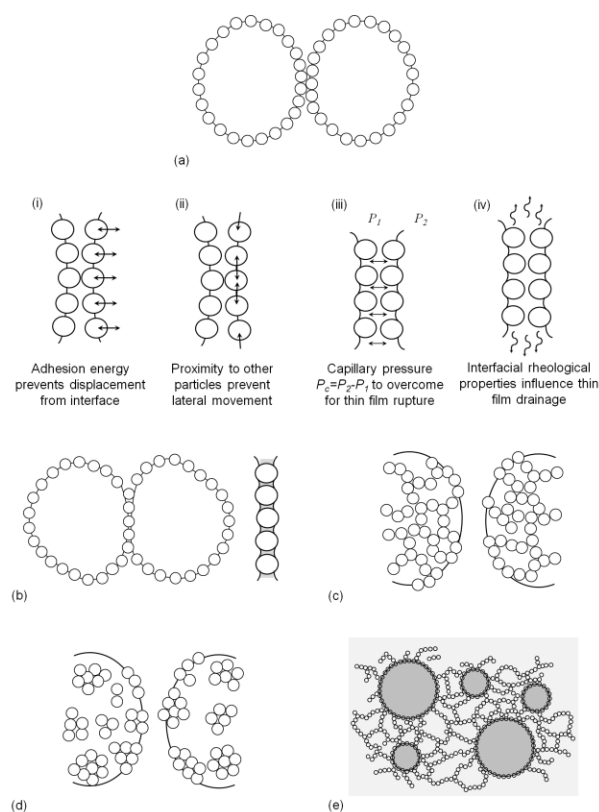 (a)
(i)
(ii)
(iii)
(iv)
P1
P2
Adhesion energy
prevents displacement
from interface
Proximity to other
particles prevent
lateral movement
Capillary pressure
Pc=P2-P1 to overcome
for thin film rupture
Interfacial rheological
properties influence thin
film drainage
(b)
(c)
(d)
(e)